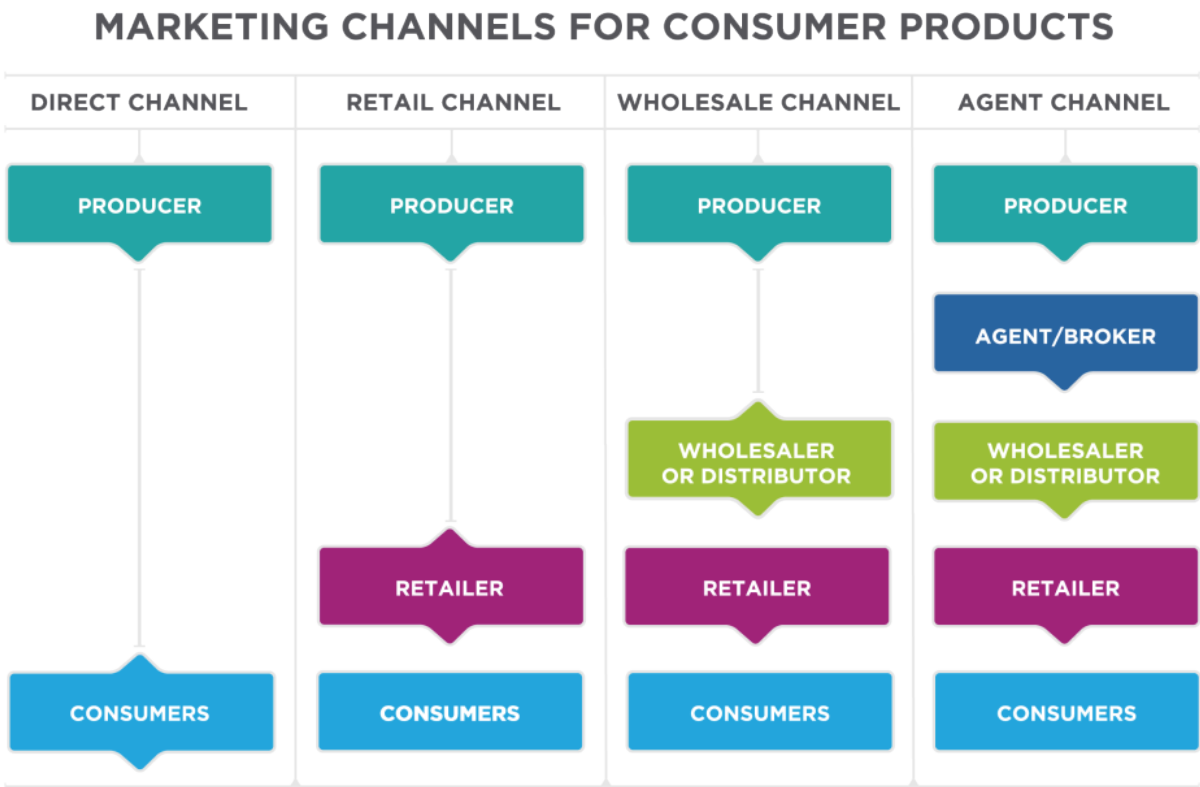 MARKETING CHANNELS FOR CONSUMER PRODUCTS
DIRECT CHANNEL
RETAIL CHANNEL
WHOLESALE CHANNEL
AGENT CHANNEL
PRODUCER
PRODUCER
PRODUCER
PRODUCER
AGENT/BROKER
WHOLESALER
OR DISTRIBUTOR
WHOLESALER
OR DISTRIBUTOR
RETAILER
RETAILER
RETAILER
CONSUMERS
CONSUMERS
CONSUMERS
CONSUMERS